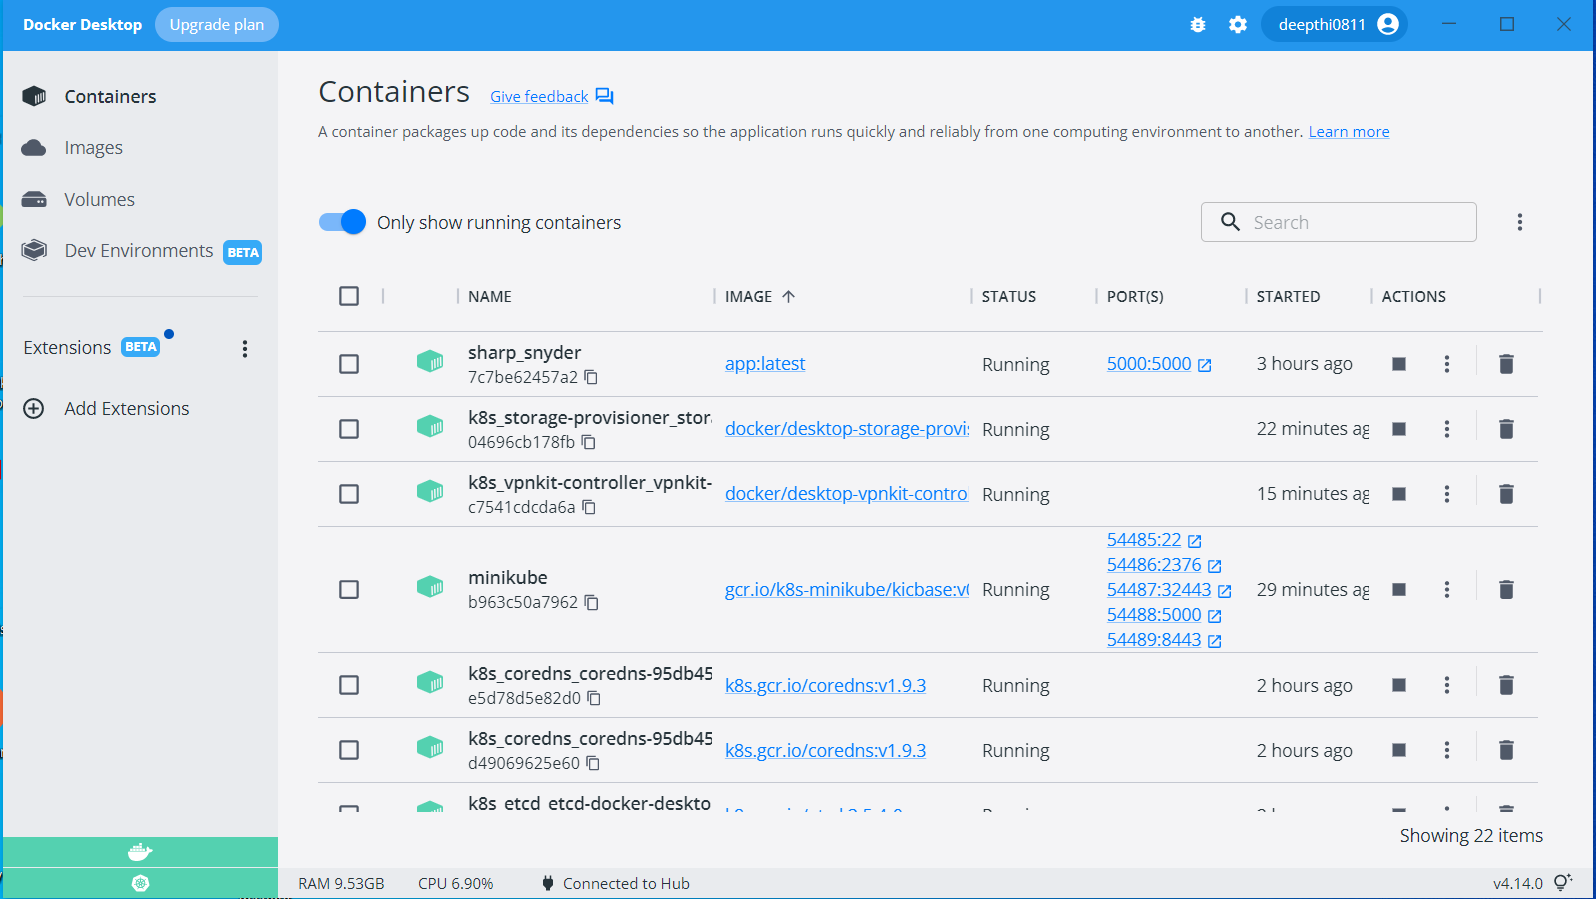 Docker Desktop Upgrade plan deepthi0811
Containers
Images
Volumes
Dev Environments BETA
Extensions BETA
Add Extensions
Containers Give feedback
A container packages up code and its dependencies so the application runs quickly and reliably from one computing environment to another. Learn more
Only show running containers Search
NAME IMAGE STATUS PORT(S) STARTED ACTIONS
sharp_snyder
7c7be62457a2 app:latest Running 5000:5000 3 hours ago
k8s_storage-provisioner_stor
04696cb178fb docker/desktop-storage-provis Running 22 minutes ag
k8s_vpnkit-controller_vpnkit-
c7541cdcda6a docker/desktop-vpnkit-contro Running 15 minutes ag
minikube
b963c50a7962 gcr.io/k8s-minikube/kicbase:v0 Running 29 minutes ag
54485:22
54486:2376
54487:32443
54488:5000
54489:8443
k8s_coredns_coredns-95db45
e5d78d5e82d0 k8s.gcr.io/coredns:v1.9.3 Running 2 hours ago
k8s_coredns_coredns-95db45
d49069625e60 k8s.gcr.io/coredns:v1.9.3 Running 2 hours ago
k8s_etcd_etcd-docker-deskto
Showing 22 items
RAM 9.53GB CPU 6.90% Connected to Hub v4.14.0